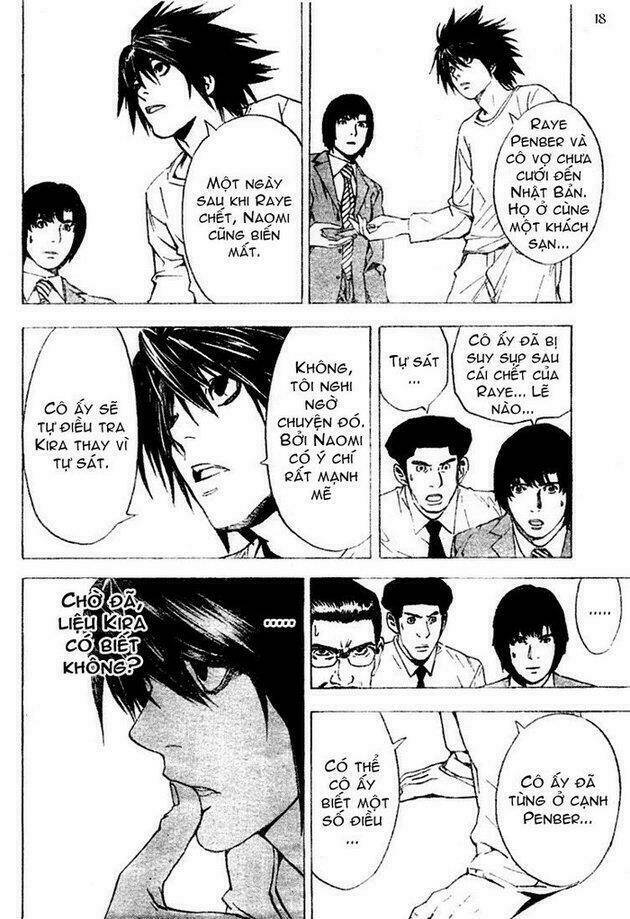 18
RAYE
PENBER VÀ
CÔ VỢ CHƯA
CƯỚI ĐẾN
NHẬT BẢN.
HỌ Ở CÙNG
MỘT KHÁCH
SẠN...
MỘT NGÀY
SAU KHI RAYE
CHẾT, NAOMI
CŨNG BIẾN
MẤT.
CÔ ẤY ĐÃ BỊ
SUY SỤP SAU
CÁI CHẾT CỦA
RAYE... LẼ
NÀO...
TỰ SÁT
...
KHÔNG,
TÔI NGHI
NGỜ
CHUYỆN ĐÓ.
BỞI NAOMI
CÓ Ý CHÍ
RẤT MẠNH
MẼ
CÔ ẤY SẼ
TỰ ĐIỀU TRA
KIRA THAY VÌ
TỰ SÁT.
.....
CÔ ẤY ĐÃ
TỪNG Ở CẠNH
PENBER...
CÓ THỂ
CÔ ẤY
BIẾT MỘT
SỐ ĐIỀU
...
.....
CHỜ ĐÃ,
LIỆU KIRA
CÓ BIẾT
KHÔNG?